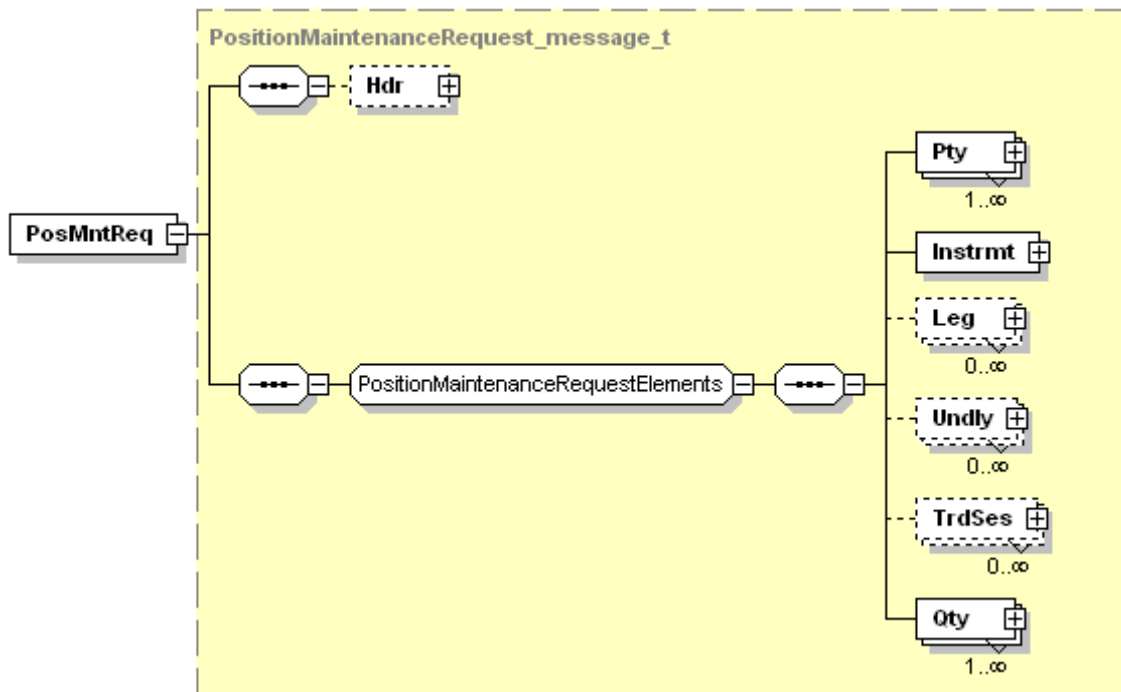 PositionMaintenanceRequest_message_t
Hdr
Pty
1..∞
PosMntReq
Instrmt
Leg
0..∞
PositionMaintenanceRequestElements
Undly
0..∞
TrdSes
0..∞
Qty
1..∞